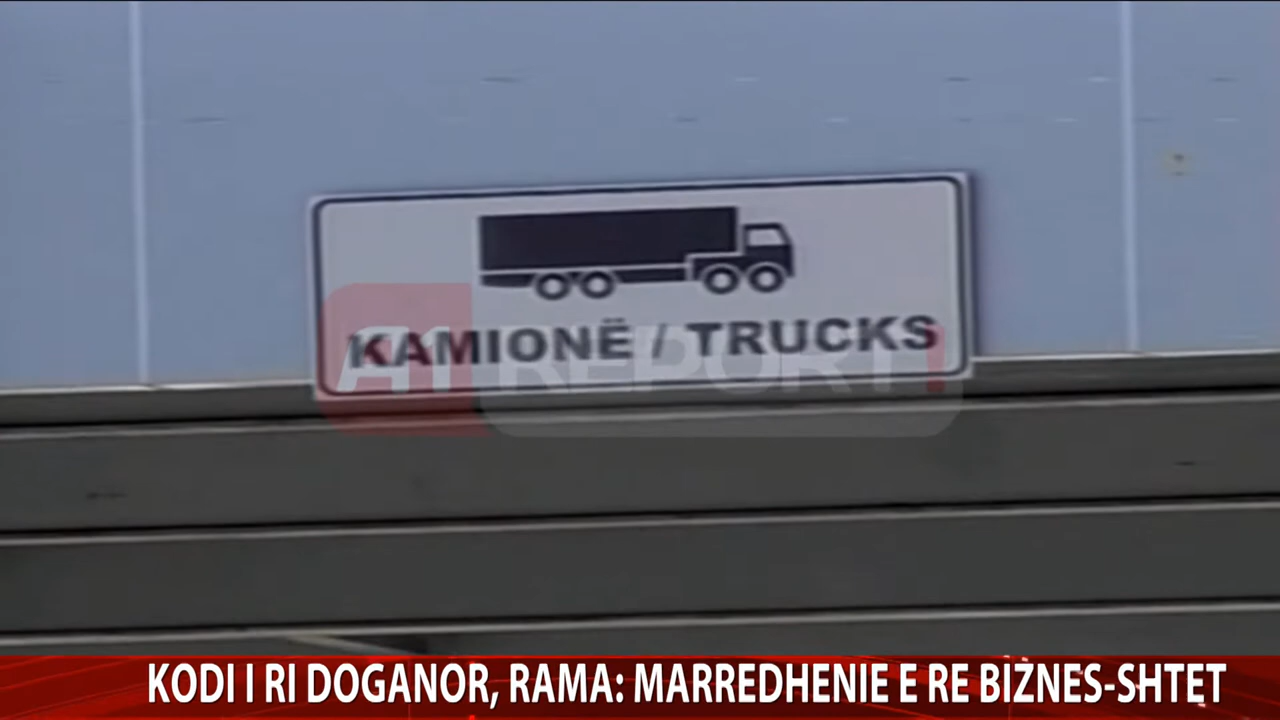 KAMIONË / TRUCKS
A1 REPORT!
KODI I RI DOGANOR, RAMA: MARREDHENIE E RE BIZNES-SHTET